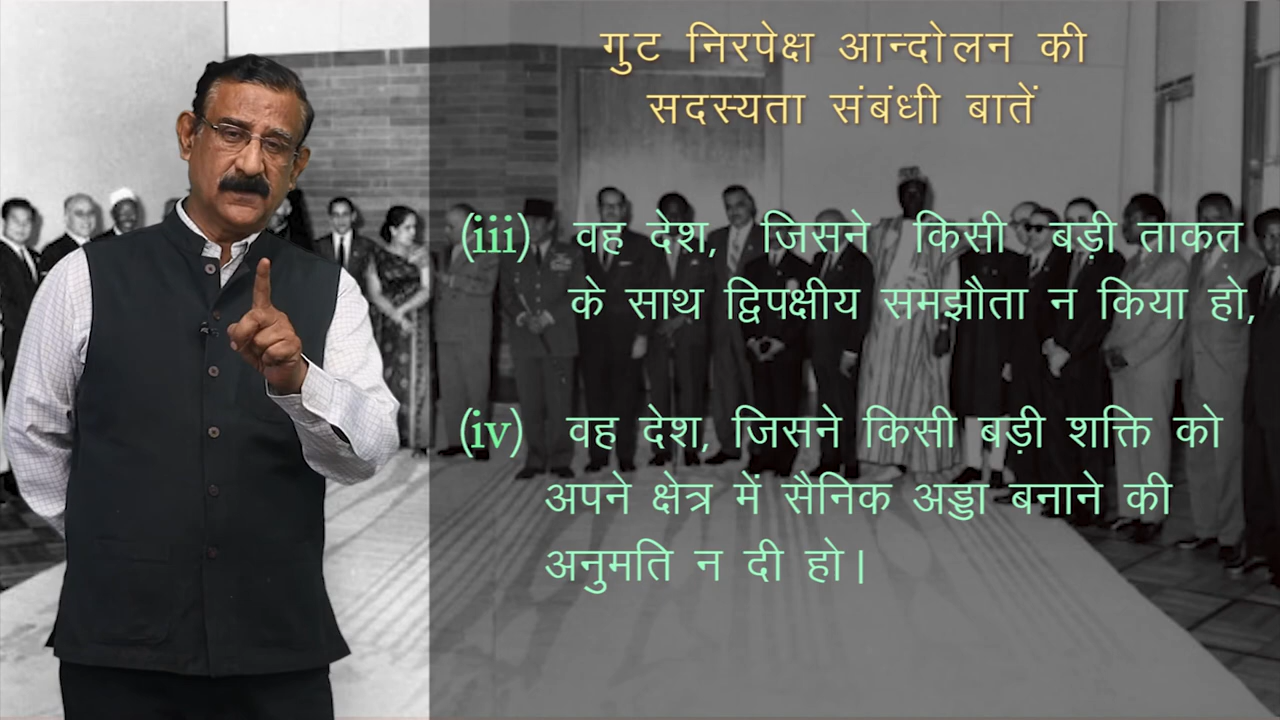 गुट निरपेक्ष आन्दोलन की
सदस्यता संबंधी बातें
(iii) वह देश, जिसने किसी बड़ी ताकत
के साथ द्विपक्षीय समझौता न किया हो,
(iv) वह देश, जिसने किसी बड़ी शक्ति को
अपने क्षेत्र में सैनिक अड्डा बनाने की
अनुमति न दी हो।